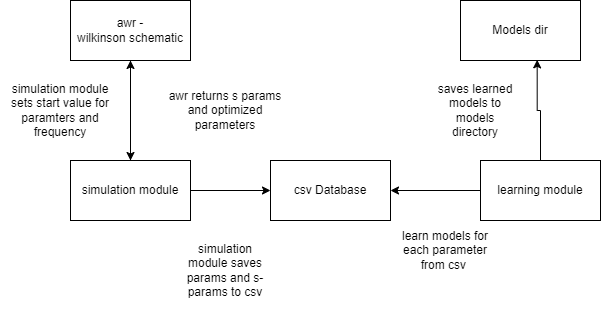 awr -
wilkinson schematic
Models dir
simulation module
sets start value for
paramters and
frequency
awr returns s params
and optimized
parameters
saves learned
models to
models
directory
simulation module
csv Database
learning module
simulation
module saves
params and s-
params to csv
learn models for
each parameter
from csv